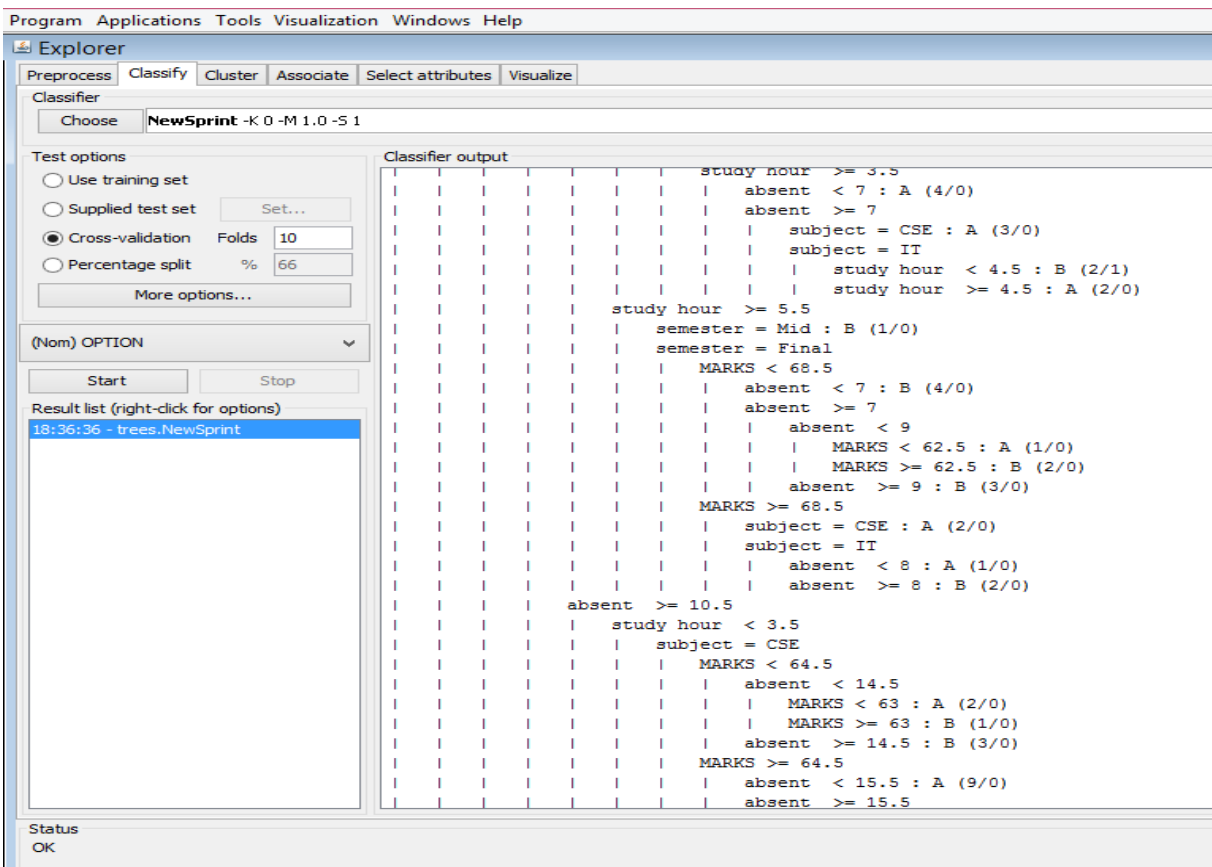 Program Applications Tools Visualization Windows Help
Explorer
Preprocess Classify Cluster Associate Select attributes Visualize
Classifier
Choose NewSprint -K 0 -M 1.0 -S 1
Test options
Use training set
Supplied test set Set...
Cross-validation Folds 10
Percentage split % 66
More options...
(Nom) OPTION
Start Stop
Result list (right-click for options)
18:36:36 - trees.NewSprint
Classifier output
| | | | | | | study hour >= 3.5
| | | | | | | | absent < 7 : A (4/0)
| | | | | | | | absent >= 7
| | | | | | | | | subject = CSE : A (3/0)
| | | | | | | | | subject = IT
| | | | | | | | | | study hour < 4.5 : B (2/1)
| | | | | | | | | | study hour >= 4.5 : A (2/0)
| | | | | study hour >= 5.5
| | | | | | semester = Mid : B (1/0)
| | | | | | semester = Final
| | | | | | | MARKS < 68.5
| | | | | | | | absent < 7 : B (4/0)
| | | | | | | | absent >= 7
| | | | | | | | | absent < 9
| | | | | | | | | | MARKS < 62.5 : A (1/0)
| | | | | | | | | | MARKS >= 62.5 : B (2/0)
| | | | | | | | | absent >= 9 : B (3/0)
| | | | | | | MARKS >= 68.5
| | | | | | | | subject = CSE : A (2/0)
| | | | | | | | subject = IT
| | | | | | | | | absent < 8 : A (1/0)
| | | | | | | | | absent >= 8 : B (2/0)
| | | | absent >= 10.5
| | | | | study hour < 3.5
| | | | | | subject = CSE
| | | | | | | MARKS < 64.5
| | | | | | | | absent < 14.5
| | | | | | | | | MARKS < 63 : A (2/0)
| | | | | | | | | MARKS >= 63 : B (1/0)
| | | | | | | | absent >= 14.5 : B (3/0)
| | | | | | | MARKS >= 64.5
| | | | | | | | absent < 15.5 : A (9/0)
| | | | | | | | absent >= 15.5
Status
OK